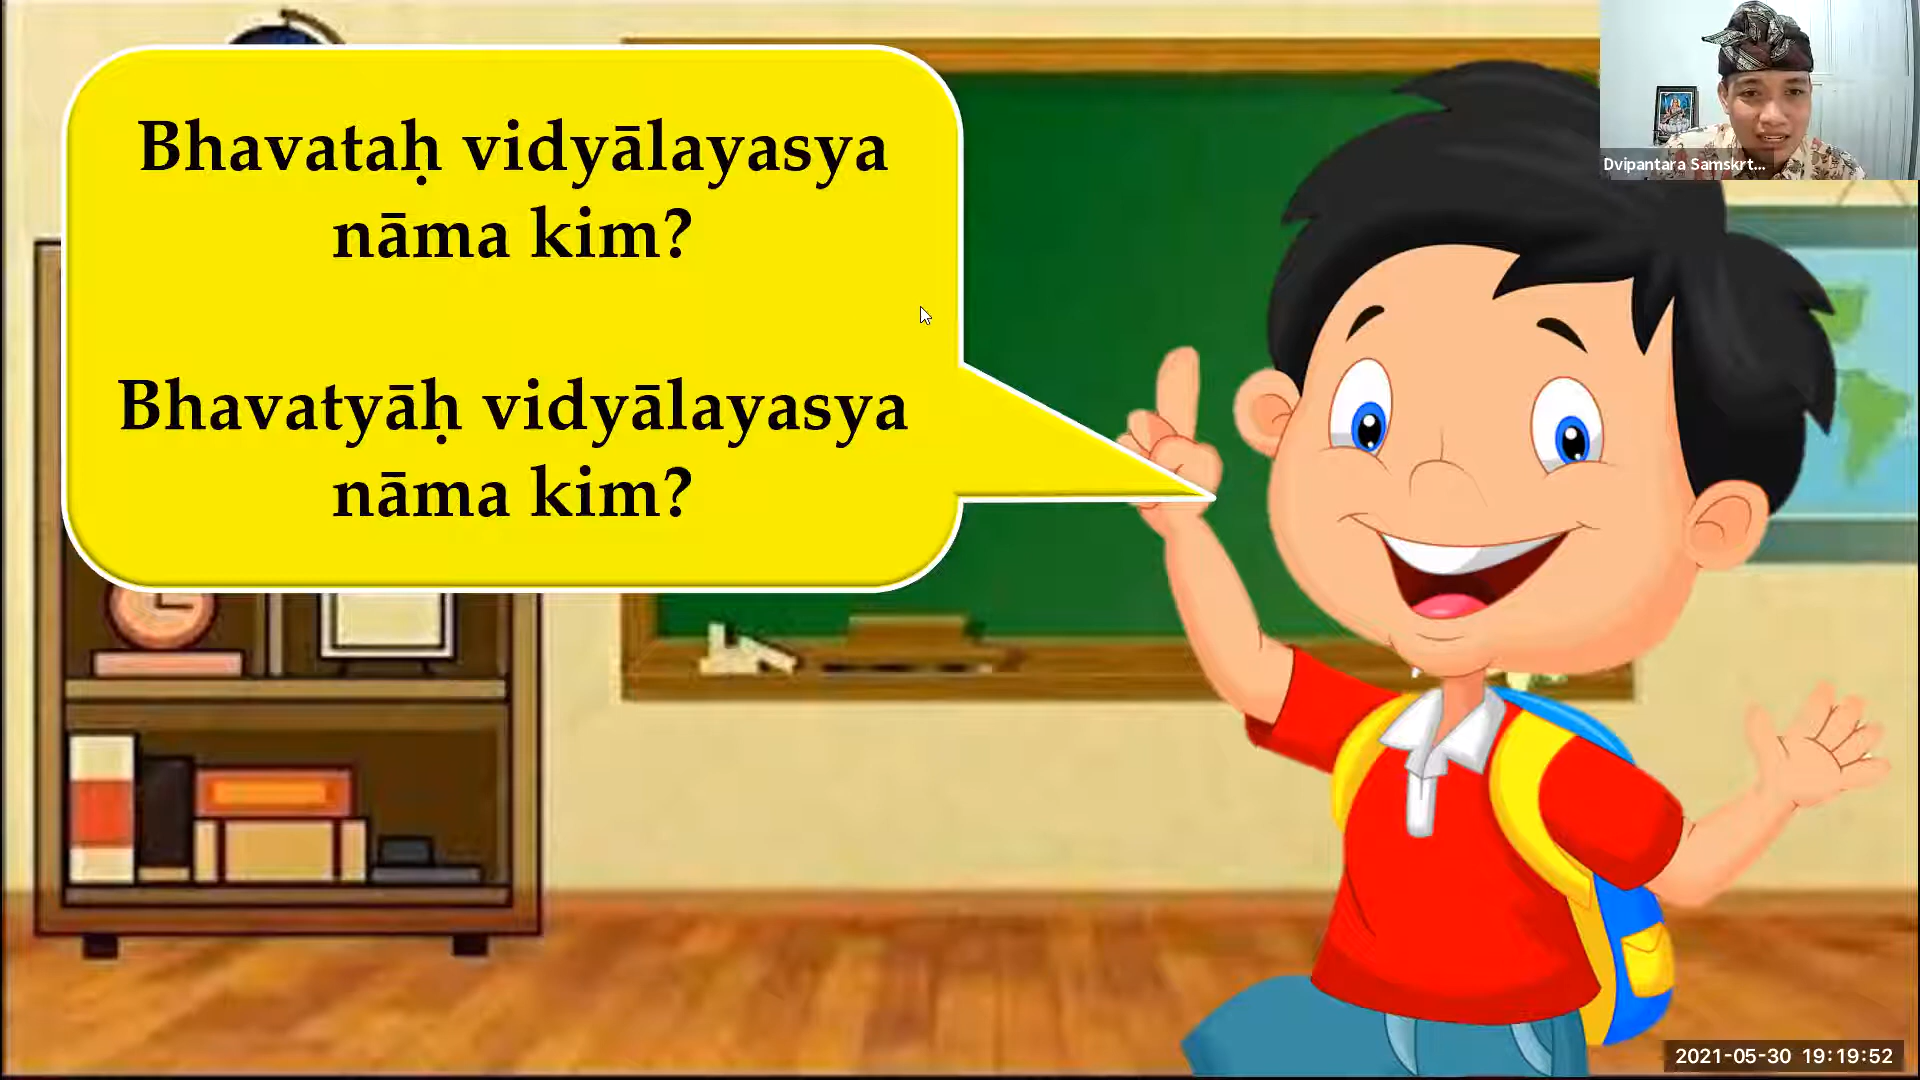 Bhavataḥ vidyālayasya
nāma kim?
Bhavatyāḥ vidyālayasya
nāma kim?
Dvipantara Samskrt...
2021-05-30 19:19:52